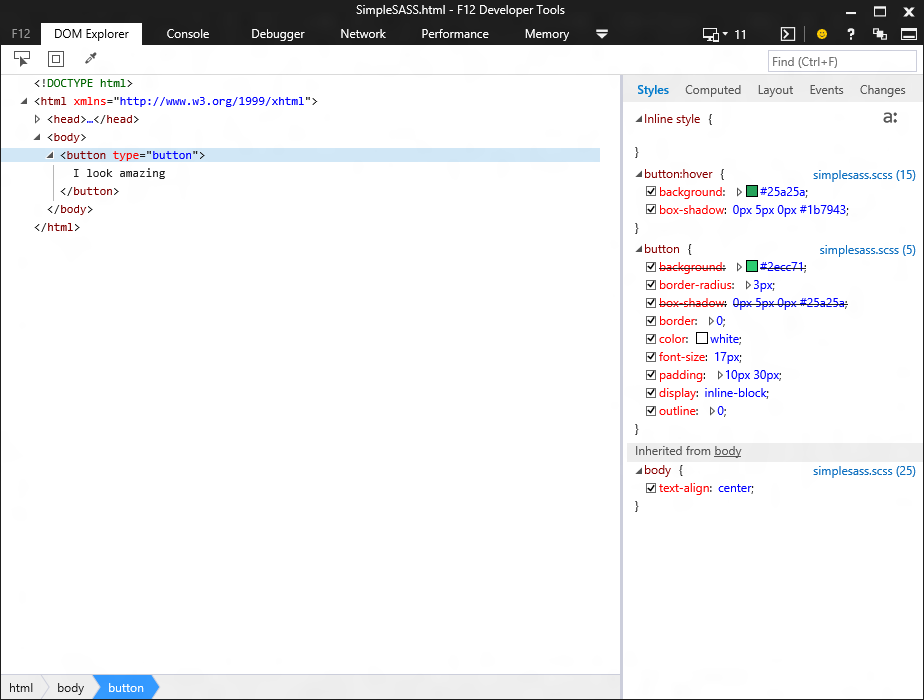 SimpleSASS.html - F12 Developer Tools
F12 DOM Explorer Console Debugger Network Performance Memory 11 ?
Find (Ctrl+F)
<!DOCTYPE html>
<html xmlns="http://www.w3.org/1999/xhtml">
<head>…</head>
<body>
<button type="button">
I look amazing
</button>
</body>
</html>
Styles Computed Layout Events Changes
Inline style { a:
}
button:hover { simplesass.scss (15)
background: #25a25a;
box-shadow: 0px 5px 0px #1b7943;
}
button { simplesass.scss (5)
background: #2ecc71;
border-radius: 3px;
box-shadow: 0px 5px 0px #25a25a;
border: 0;
color: white;
font-size: 17px;
padding: 10px 30px;
display: inline-block;
outline: 0;
}
Inherited from body
body { simplesass.scss (25)
text-align: center;
}
html body button